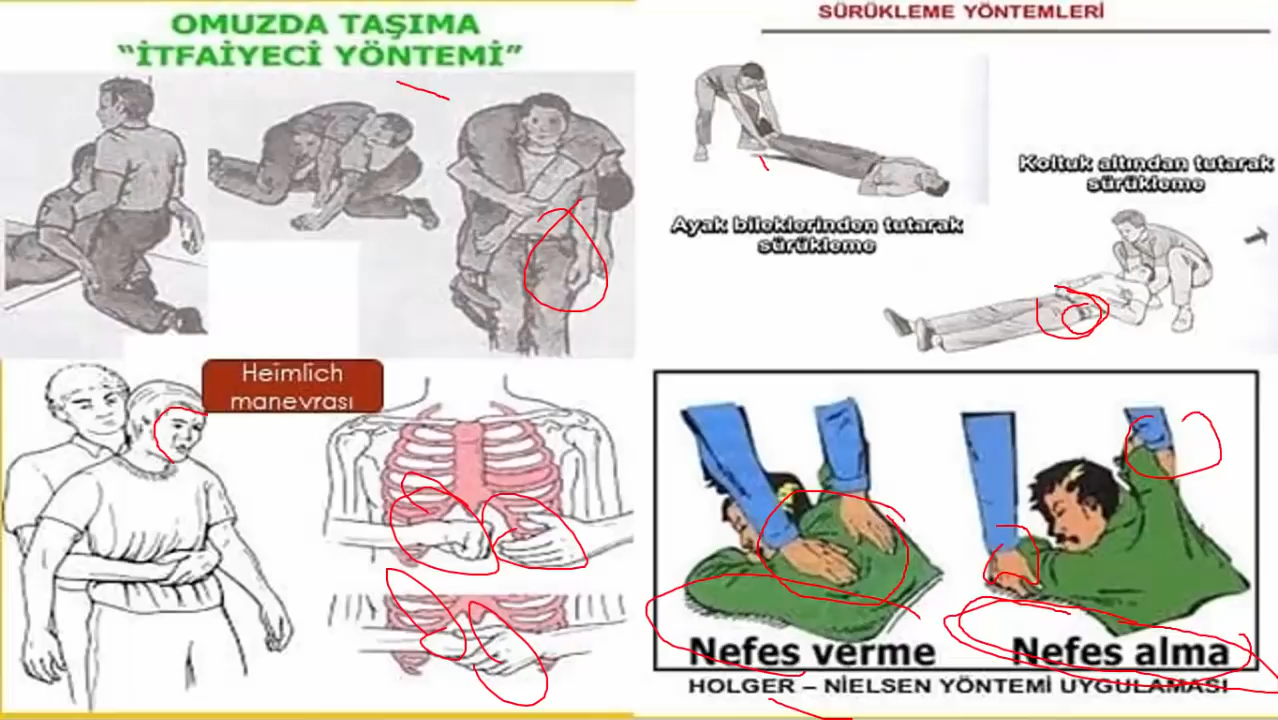 OMUZDA TAŞIMA
“İTFAİYECİ YÖNTEMİ”
SÜRÜKLEME YÖNTEMLERİ
Koltuk altından tutarak
sürükleme
Ayak bileklerinden tutarak
sürükleme
Heimlich
manevrası
Nefes verme
Nefes alma
HOLGER – NİELSEN YÖNTEMİ UYGULAMASI